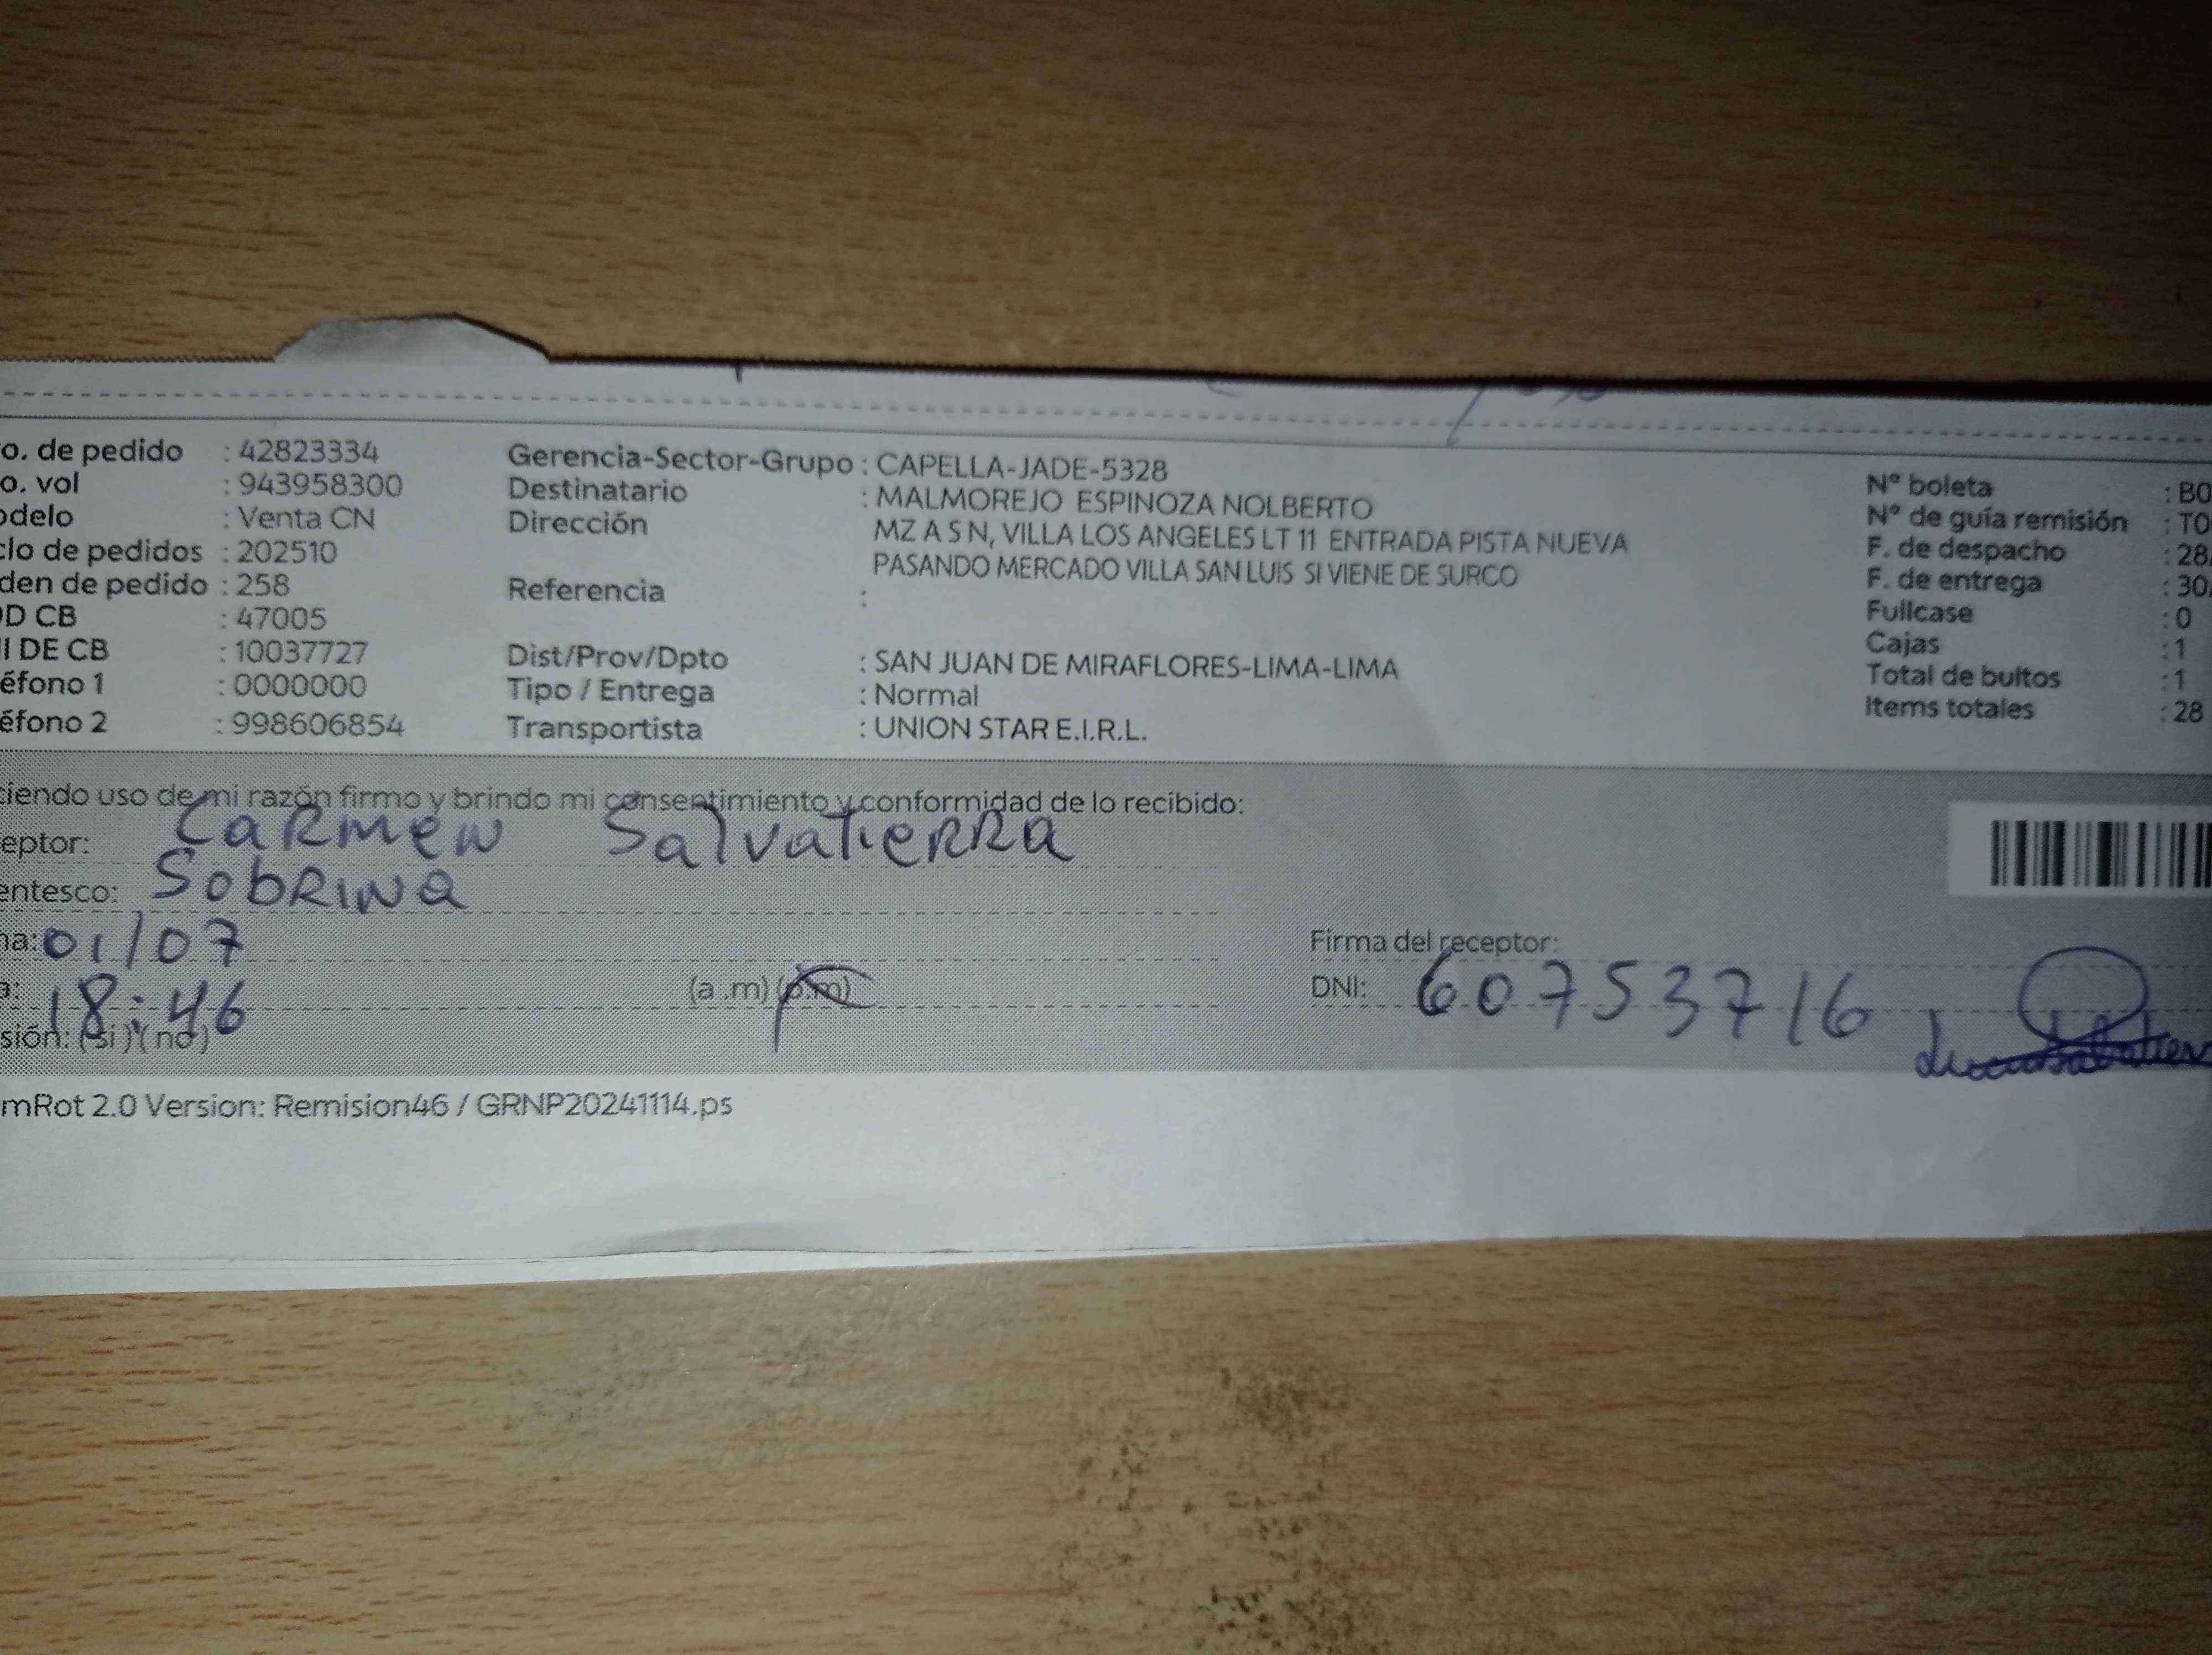 o. de pedido : 42823334
o. vol : 943958300
odelo : Venta CN
clo de pedidos : 202510
den de pedido : 258
D CB : 47005
I DE CB : 10037727
éfono 1 : 0000000
éfono 2 : 998606854
Gerencia-Sector-Grupo : CAPELLA-JADE-5328
Destinatario : MALMOREJO ESPINOZA NOLBERTO
Dirección MZ A S N, VILLA LOS ANGELES LT 11 ENTRADA PISTA NUEVA
PASANDO MERCADO VILLA SAN LUIS SI VIENE DE SURCO
Referencia :
Dist/Prov/Dpto : SAN JUAN DE MIRAFLORES-LIMA-LIMA
Tipo / Entrega : Normal
Transportista : UNION STAR E.I.R.L.
N° boleta : B0
N° de guía remisión : T0
F. de despacho : 28
F. de entrega : 30
Fullcase : 0
Cajas : 1
Total de bultos : 1
Items totales : 28
ciendo uso de mi razón firmo y brindo mi consentimiento y conformidad de lo recibido:
eptor: Carmen Salvatierra
entesco: Sobrina
ha: 01/07
a: 18:46 (a .m) (p.m)
sión: (si) (no)
Firma del receptor:
DNI: 60753716
mRot 2.0 Version: Remision46 / GRNP20241114.ps